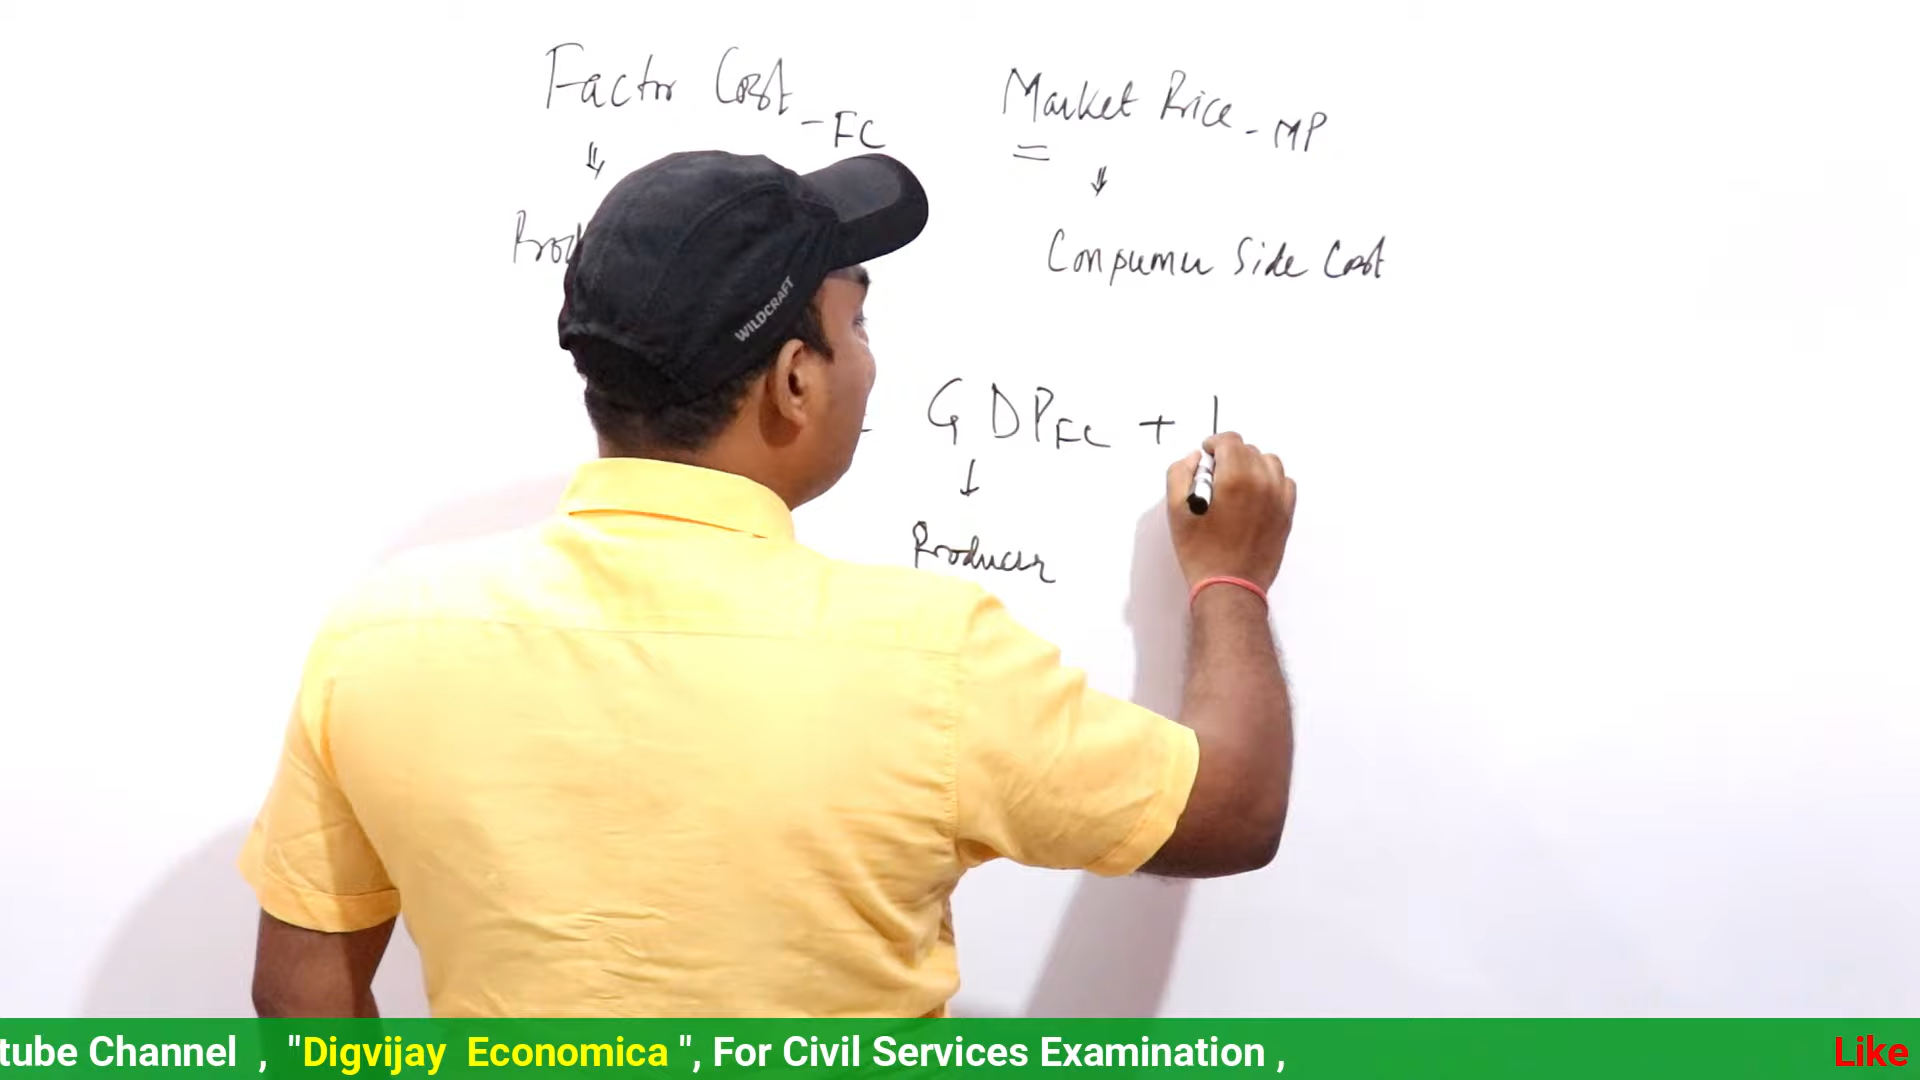 Factor Cost - FC
Market Price - MP
Consumer Side Cost
GDPFC +
Producer
WILDCRAFT
tube Channel , "Digvijay Economica ", For Civil Services Examination ,
Like